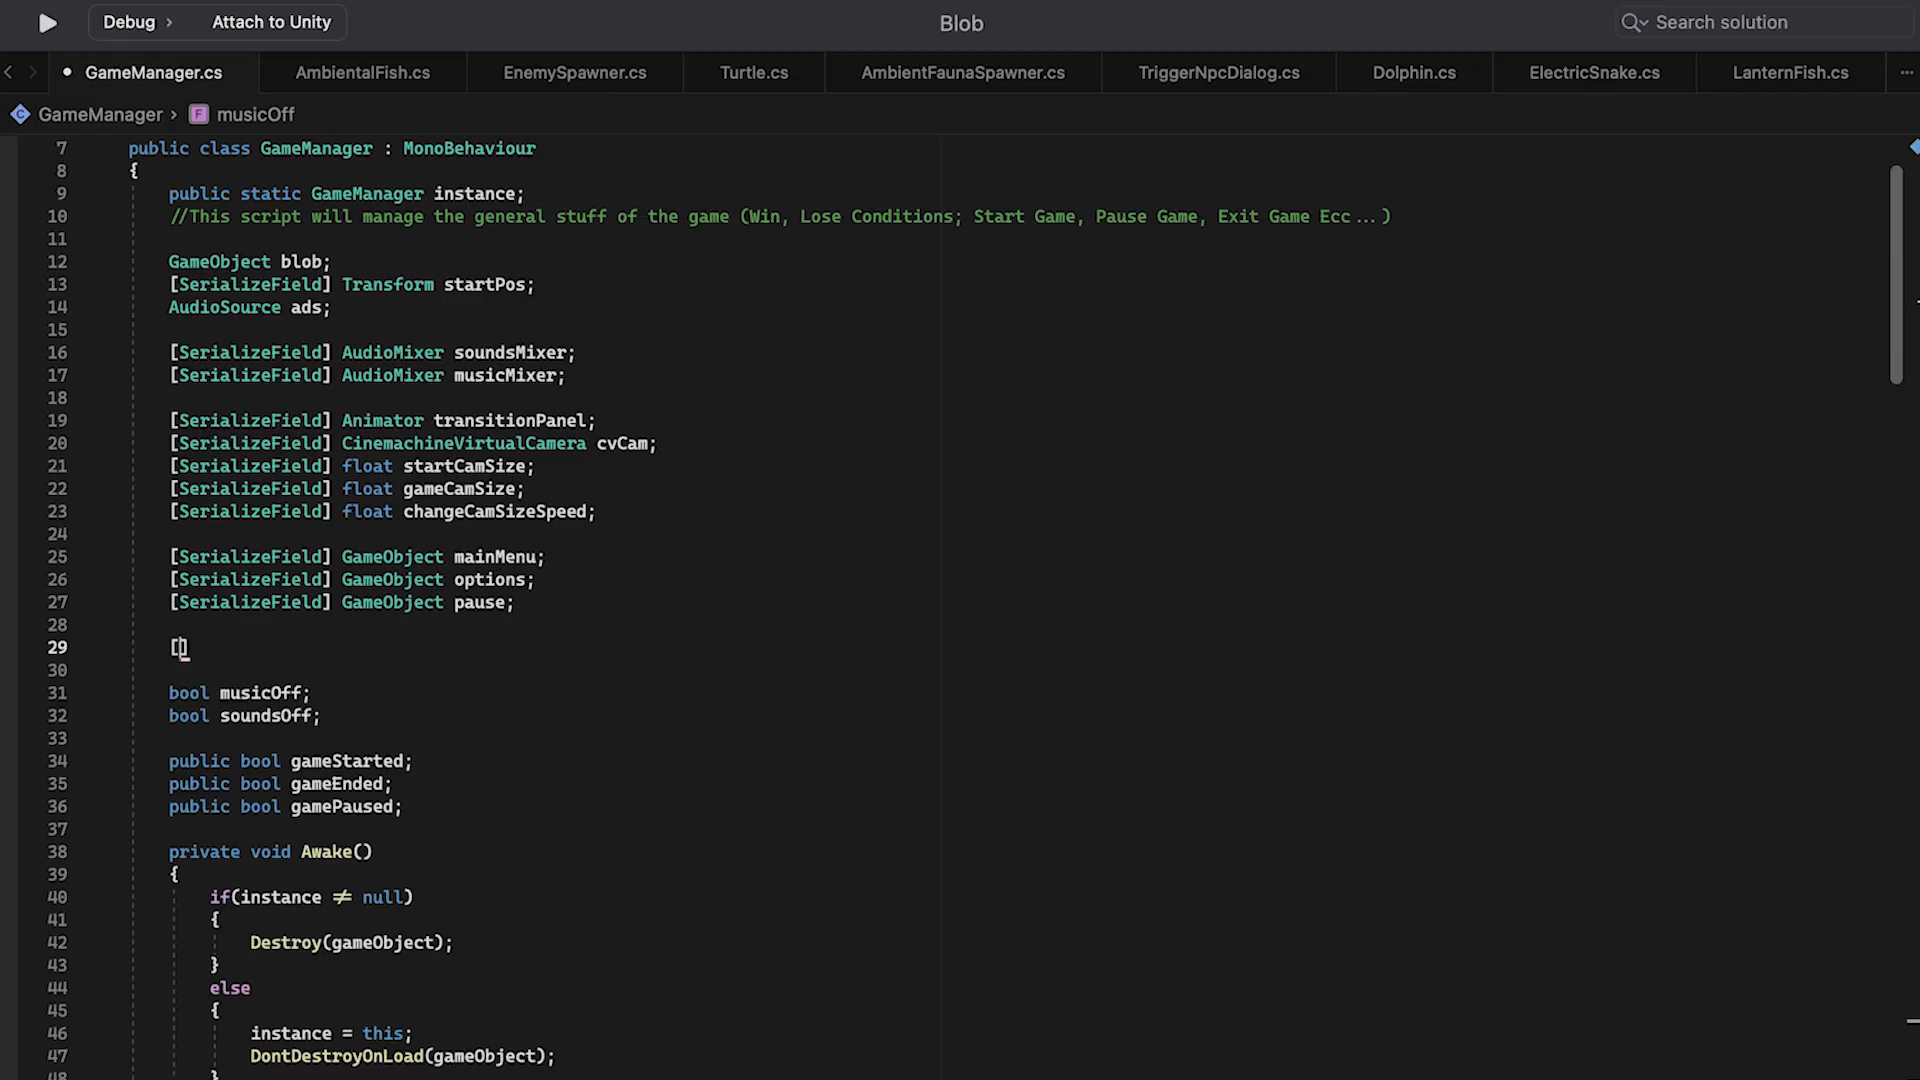 Debug › Attach to Unity
Blob
Search solution
GameManager.cs AmbientalFish.cs EnemySpawner.cs Turtle.cs AmbientFaunaSpawner.cs TriggerNpcDialog.cs Dolphin.cs ElectricSnake.cs LanternFish.cs ...
C GameManager › F musicOff
7 public class GameManager : MonoBehaviour
8 {
9 public static GameManager instance;
10 //This script will manage the general stuff of the game (Win, Lose Conditions; Start Game, Pause Game, Exit Game Ecc...)
11
12 GameObject blob;
13 [SerializeField] Transform startPos;
14 AudioSource ads;
15
16 [SerializeField] AudioMixer soundsMixer;
17 [SerializeField] AudioMixer musicMixer;
18
19 [SerializeField] Animator transitionPanel;
20 [SerializeField] CinemachineVirtualCamera cvCam;
21 [SerializeField] float startCamSize;
22 [SerializeField] float gameCamSize;
23 [SerializeField] float changeCamSizeSpeed;
24
25 [SerializeField] GameObject mainMenu;
26 [SerializeField] GameObject options;
27 [SerializeField] GameObject pause;
28
29 []
30
31 bool musicOff;
32 bool soundsOff;
33
34 public bool gameStarted;
35 public bool gameEnded;
36 public bool gamePaused;
37
38 private void Awake()
39 {
40 if(instance ≠ null)
41 {
42 Destroy(gameObject);
43 }
44 else
45 {
46 instance = this;
47 DontDestroyOnLoad(gameObject);
48 }